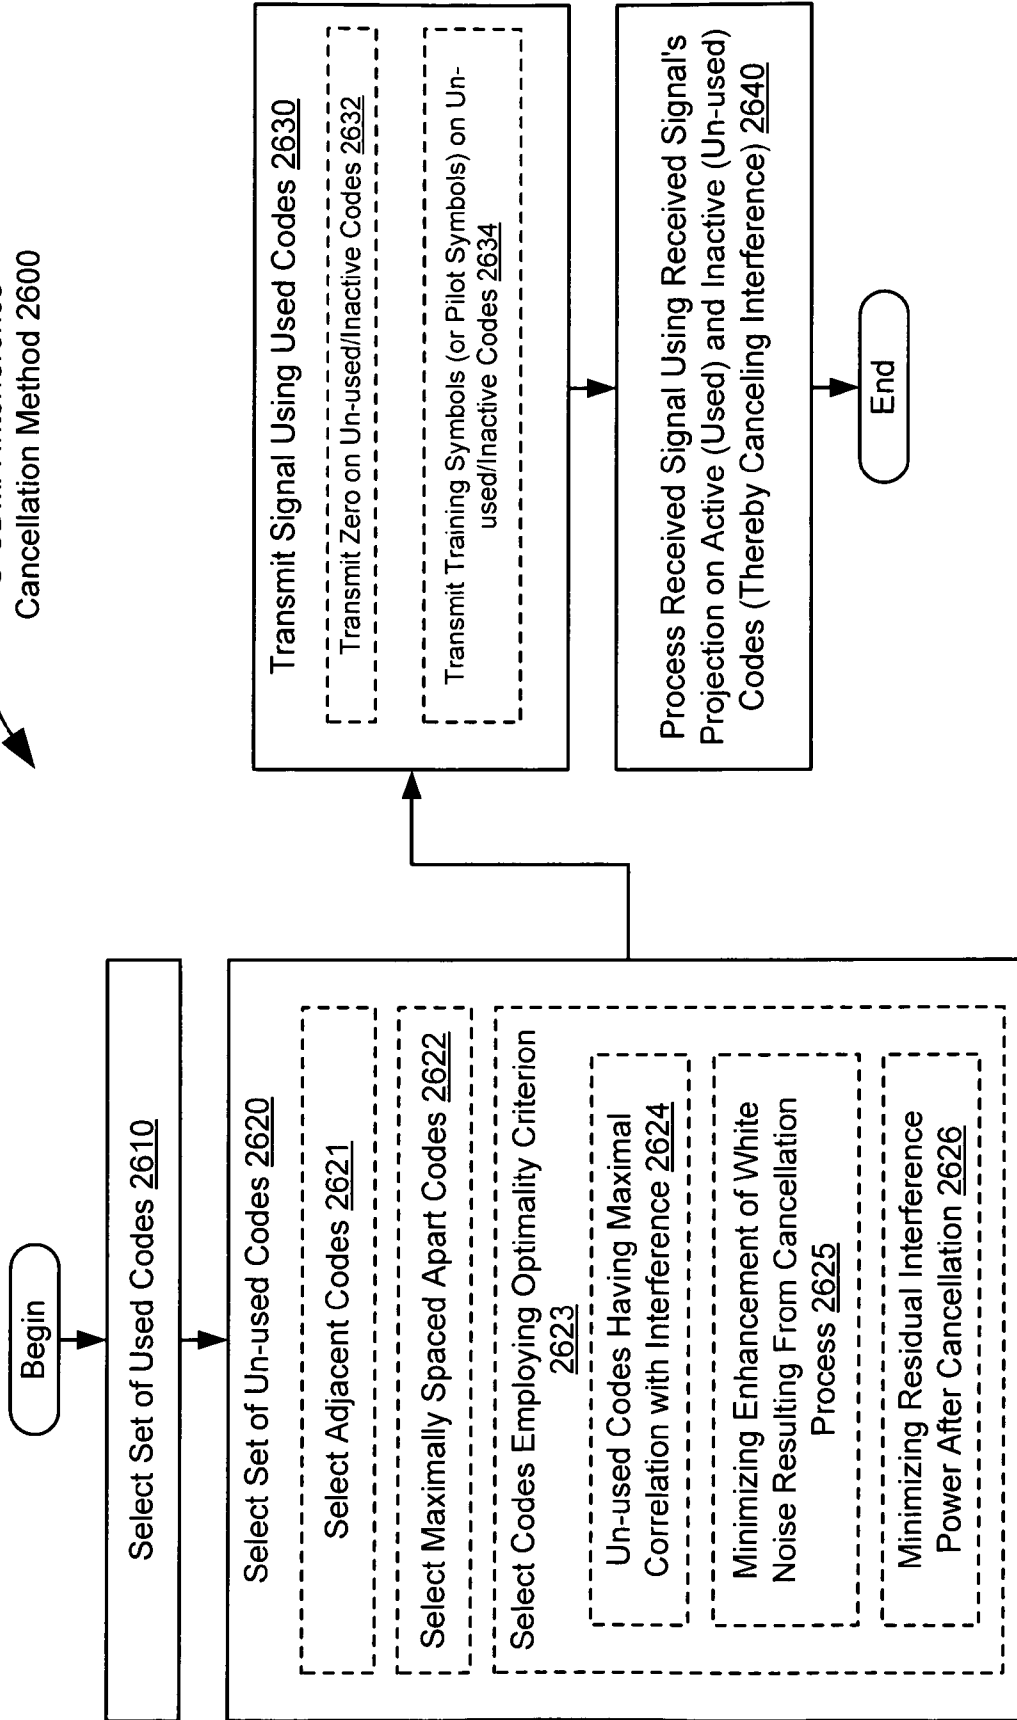 Cancellation Method 2600
Begin
Select Set of Used Codes 2610
Select Set of Un-used Codes 2620
Select Adjacent Codes 2621
Select Maximally Spaced Apart Codes 2622
Select Codes Employing Optimality Criterion
2623
Un-used Codes Having Maximal
Correlation with Interference 2624
Minimizing Enhancement of White
Noise Resulting From Cancellation
Process 2625
Minimizing Residual Interference
Power After Cancellation 2626
Transmit Signal Using Used Codes 2630
Transmit Zero on Un-used/Inactive Codes 2632
Transmit Training Symbols (or Pilot Symbols) on Un-
used/Inactive Codes 2634
Process Received Signal Using Received Signal's
Projection on Active (Used) and Inactive (Un-used)
Codes (Thereby Canceling Interference) 2640
End